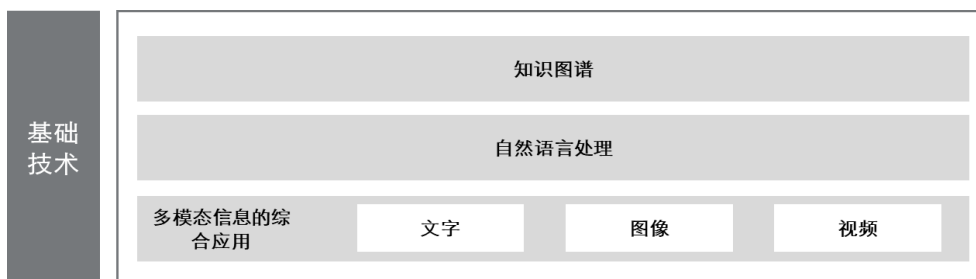 基础
技术
知识图谱
自然语言处理
多模态信息的综
合应用
文字
图像
视频